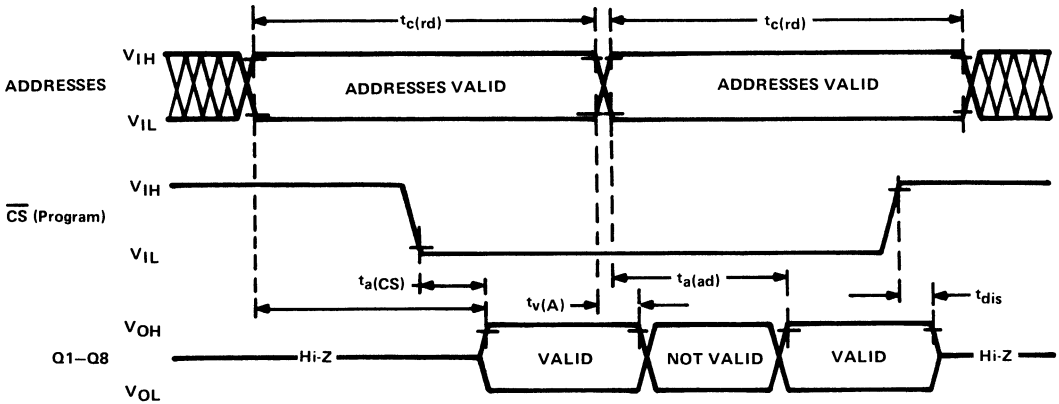 tc(rd) tc(rd)
VIH
ADDRESSES ADDRESSES VALID ADDRESSES VALID
VIL
VIH
CS (Program)
VIL
ta(CS) ta(ad)
tv(A) tdis
VOH
Q1–Q8 Hi-Z VALID NOT VALID VALID Hi-Z
VOL